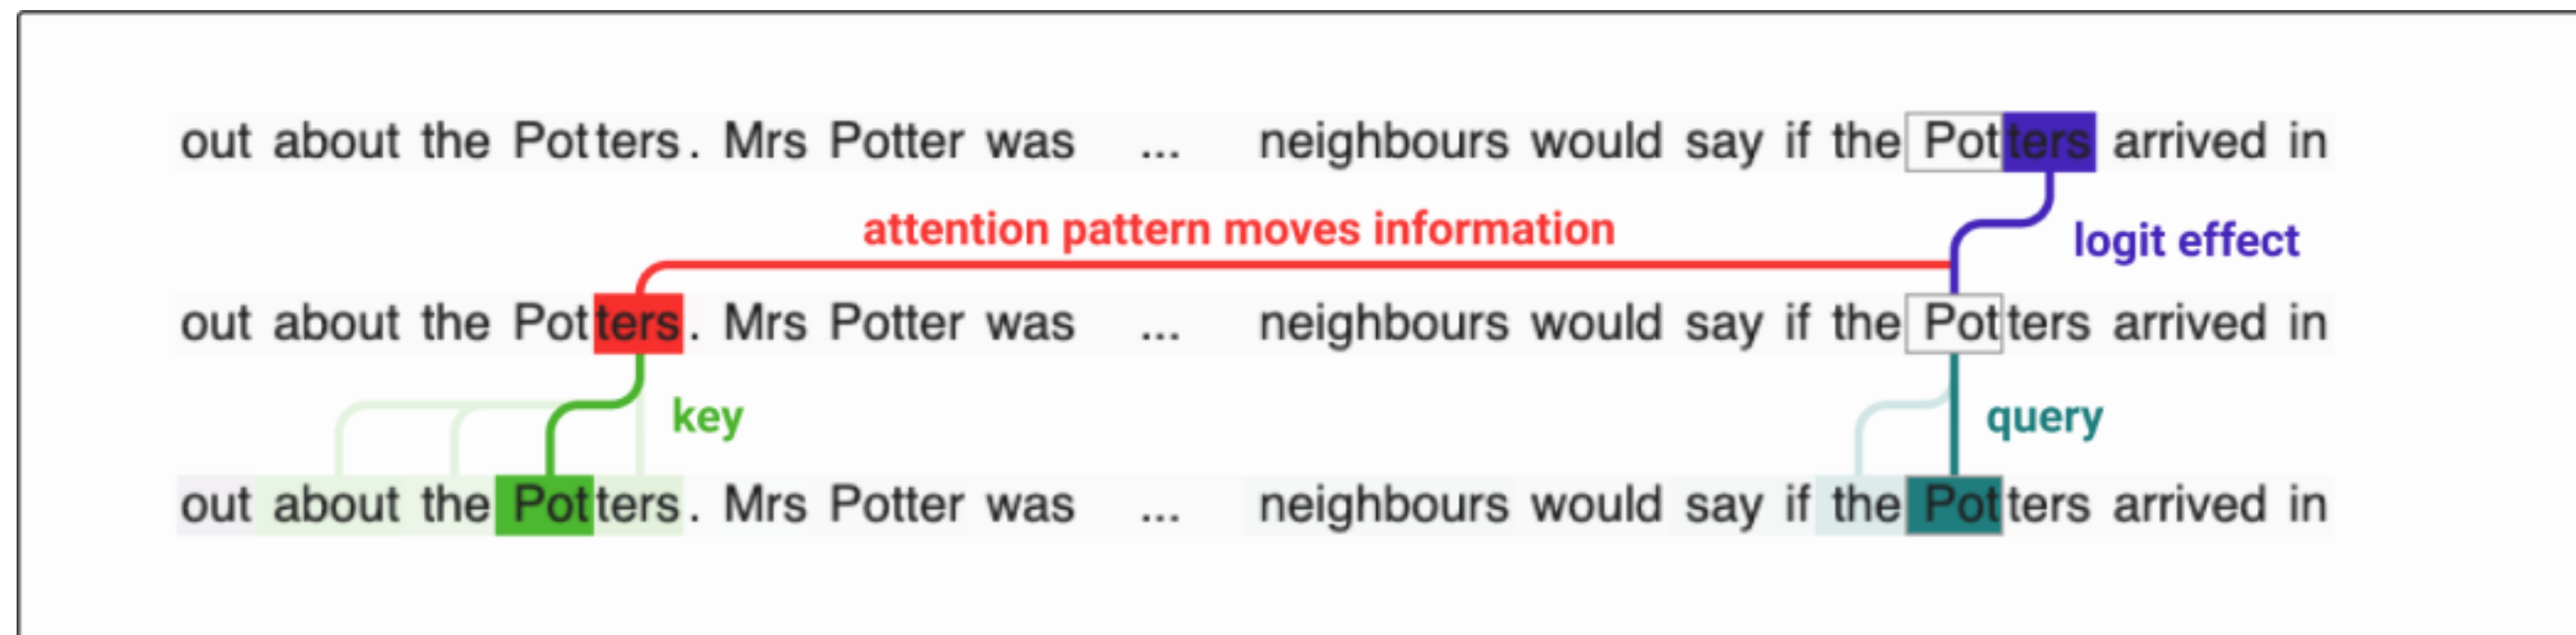 out about the Potters. Mrs Potter was ... neighbours would say if the Potters arrived in
attention pattern moves information
logit effect
out about the Potters. Mrs Potter was ... neighbours would say if the Potters arrived in
key
query
out about the Potters. Mrs Potter was ... neighbours would say if the Potters arrived in